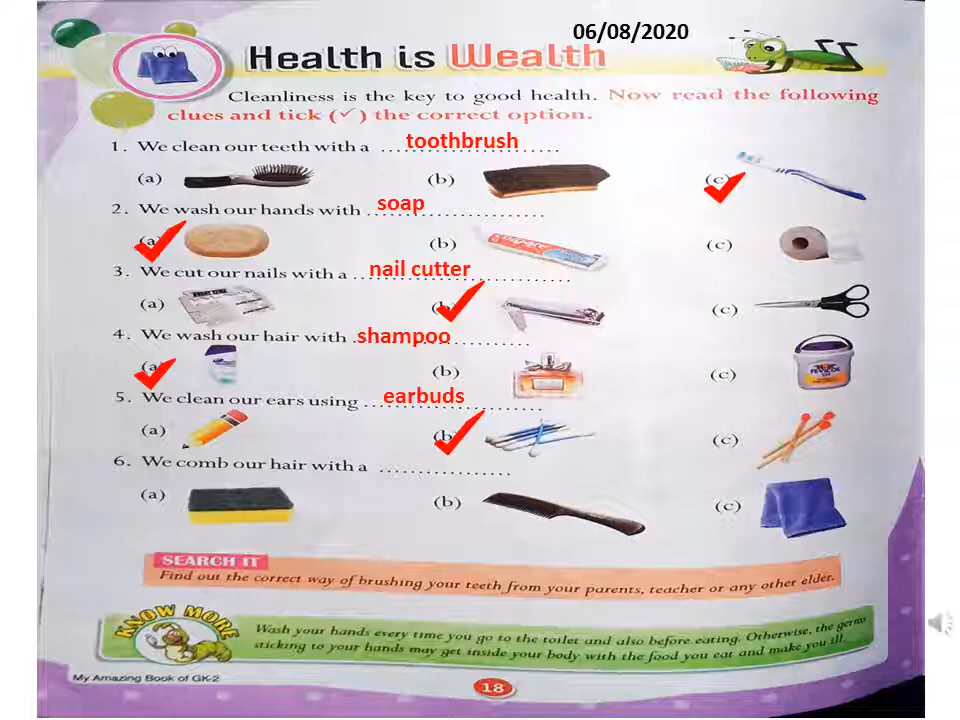 06/08/2020
Health is Wealth
Cleanliness is the key to good health. Now read the following
clues and tick (✓) the correct option.
1. We clean our teeth with a ....toothbrush......
(a) (b) (c)
2. We wash our hands with ....soap......
(a) (b) (c)
3. We cut our nails with a ....nail cutter......
(a) (b) (c)
4. We wash our hair with ....shampoo......
(a) (b) (c)
5. We clean our ears using ....earbuds......
(a) (b) (c)
6. We comb our hair with a ..................
(a) (b) (c)
SEARCH IT
Find out the correct way of brushing your teeth from your parents, teacher or any other elder.
KNOW MORE
Wash your hands every time you go to the toilet and also before eating. Otherwise, the germs
sticking to your hands may get inside your body with the food you eat and make you ill.
My Amazing Book of GK-2
18